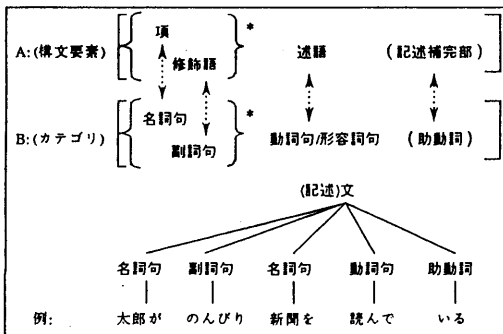 項
A:(構文要素) 修飾語 * 述語 (記述補完部)
名詞句
B:(カテゴリ) 副詞句 * 動詞句/形容詞句 (助動詞)
(記述)文
名詞句 副詞句 名詞句 動詞句 助動詞
例: 太郎が のんびり 新聞を 読んで いる